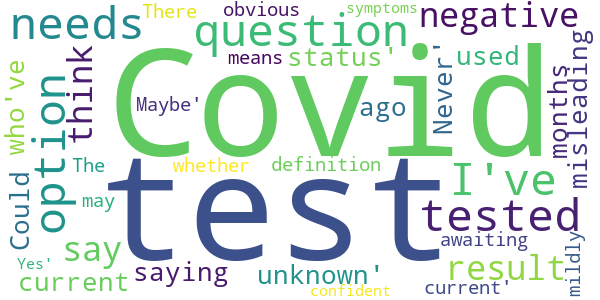 needs
There
obvious
symptoms
negative
question
who've
think
means
status'
Never'
used
misleading
Covid
option
Maybe'
ago
months
The
whether
definition
I've
Could
may
test
tested
say
awaiting
Yes'
saying
unknown'
result
mildly
current
confident
current'